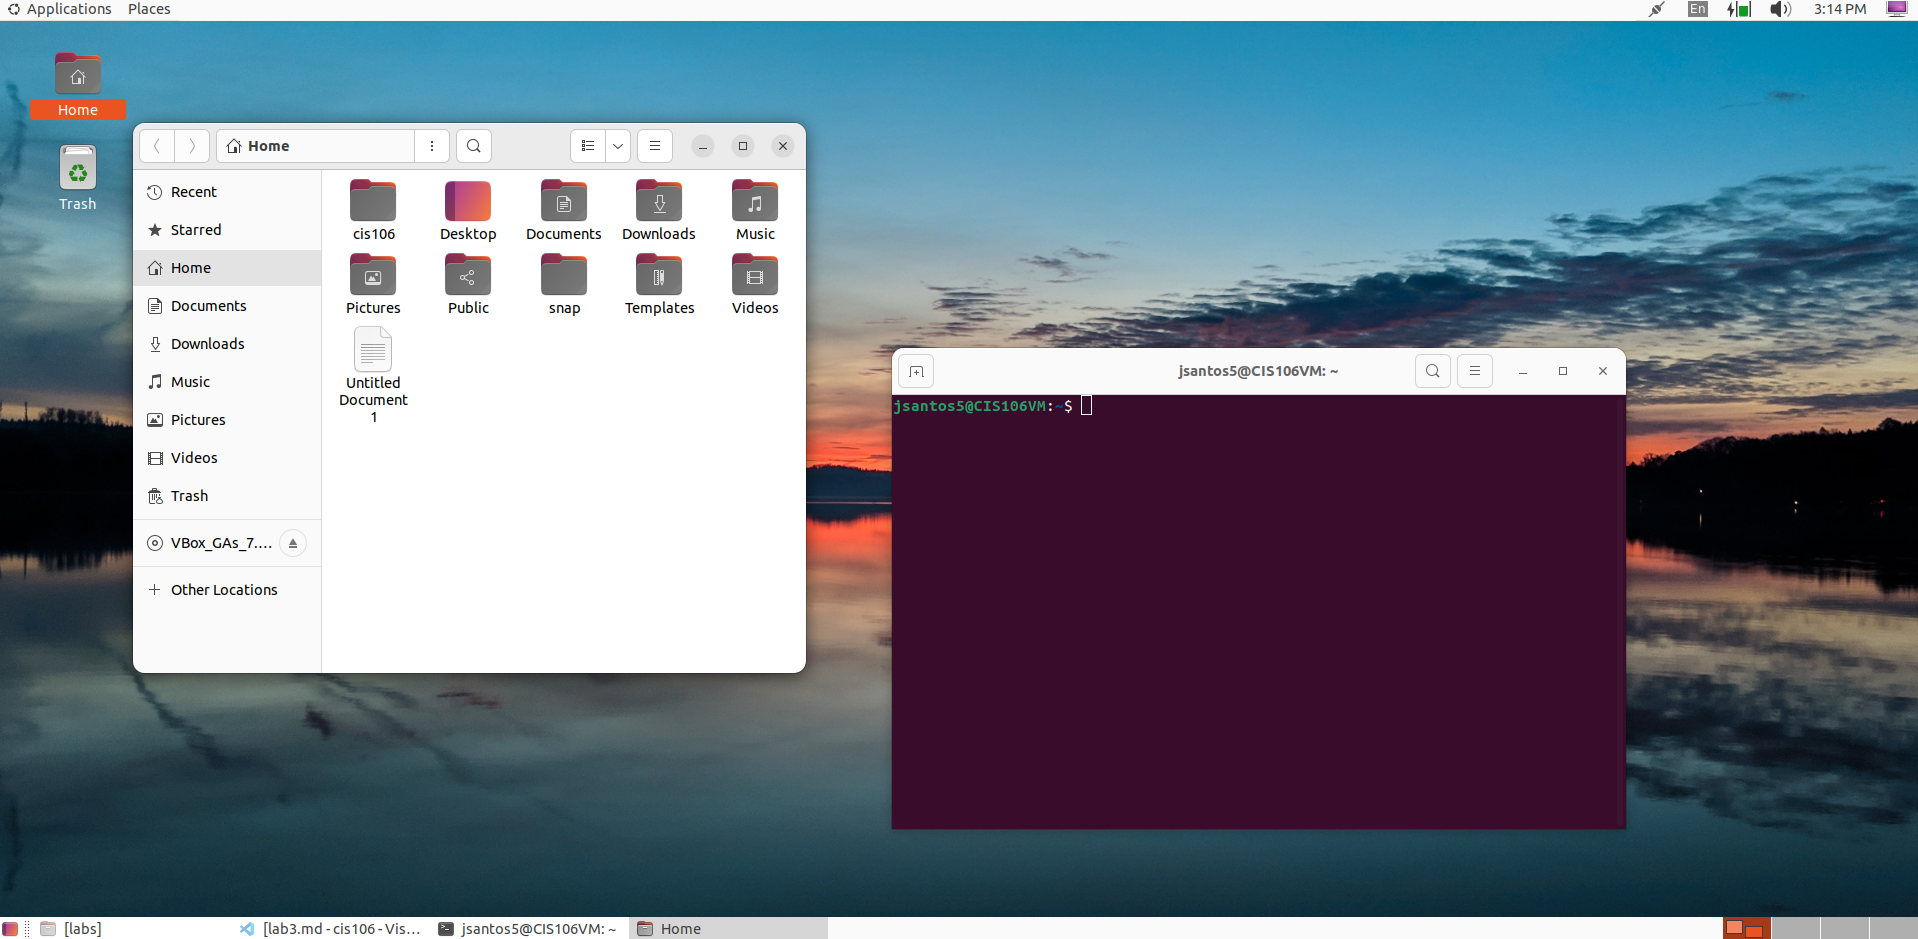 Applications Places En 3:14 PM
Home
Trash
Home
Recent
Starred
Home
Documents
Downloads
Music
Pictures
Videos
Trash
VBox_GAs_7....
Other Locations
cis106 Desktop Documents Downloads Music
Pictures Public snap Templates Videos
Untitled
Document
1
jsantos5@CIS106VM: ~
jsantos5@CIS106VM:~$
[labs] [lab3.md - cis106 - Vis... jsantos5@CIS106VM: ~ Home